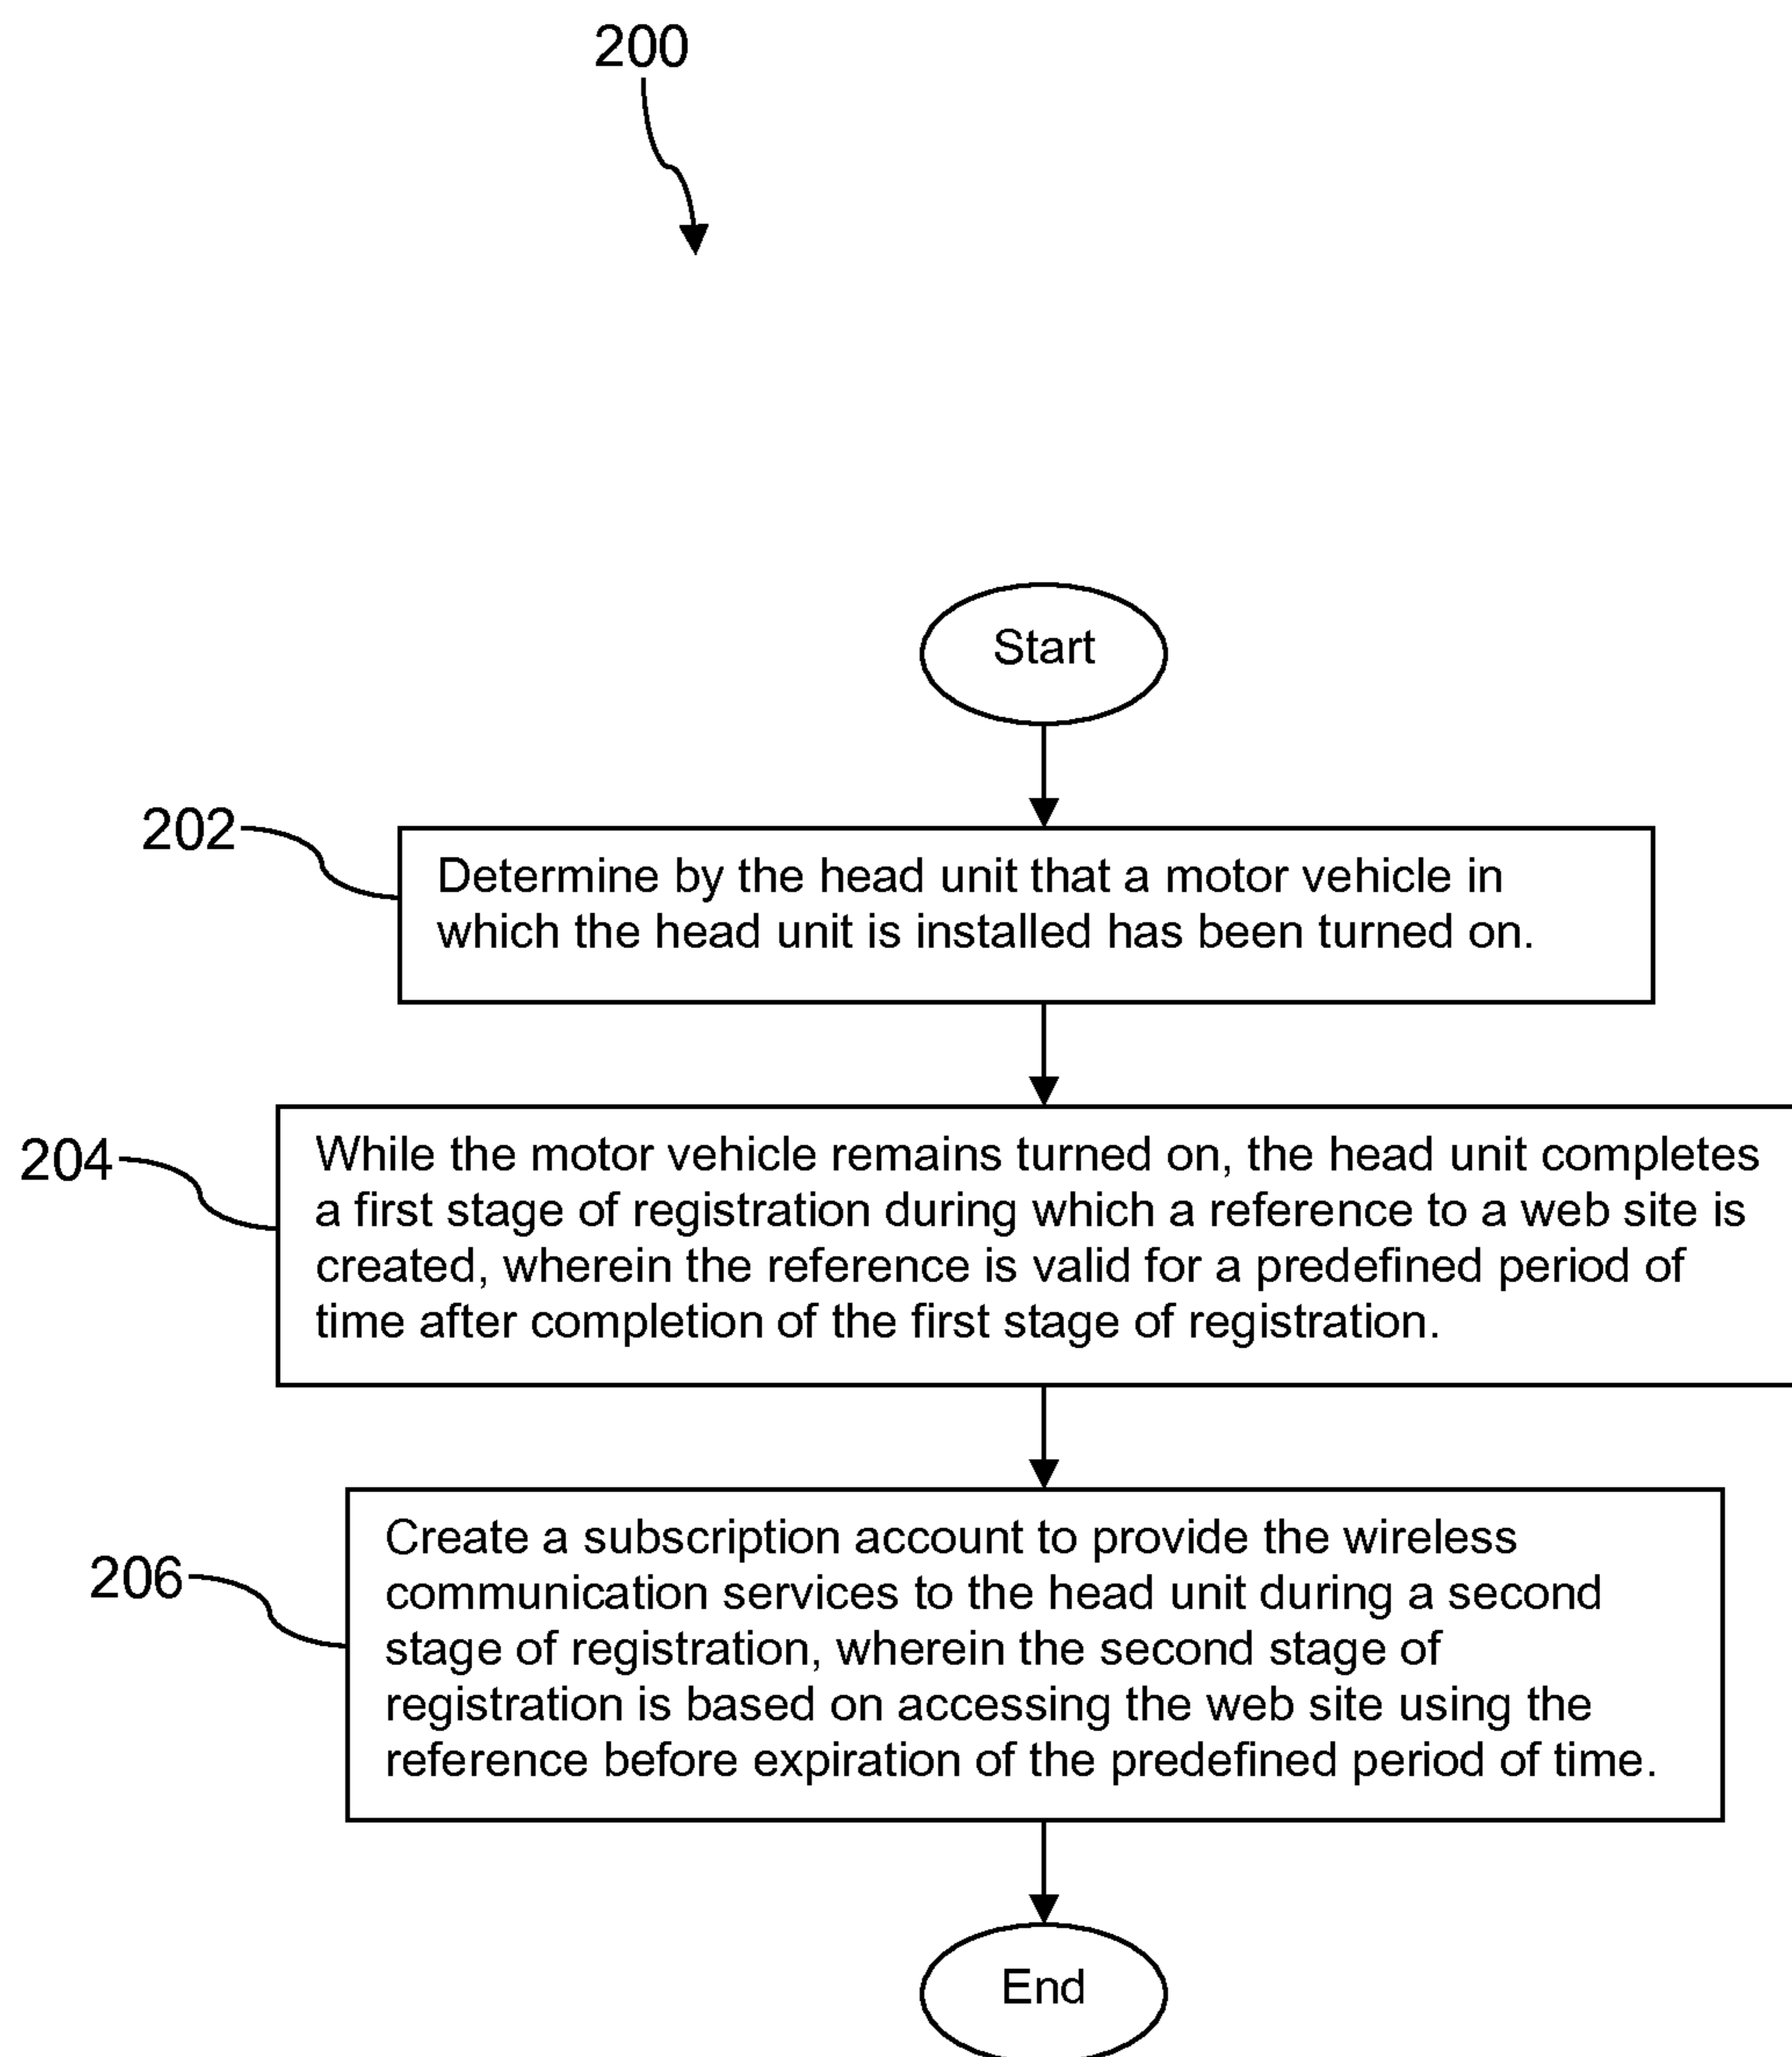 200
Start
202
Determine by the head unit that a motor vehicle in
which the head unit is installed has been turned on.
204
While the motor vehicle remains turned on, the head unit completes
a first stage of registration during which a reference to a web site is
created, wherein the reference is valid for a predefined period of
time after completion of the first stage of registration.
206
Create a subscription account to provide the wireless
communication services to the head unit during a second
stage of registration, wherein the second stage of
registration is based on accessing the web site using the
reference before expiration of the predefined period of time.
End